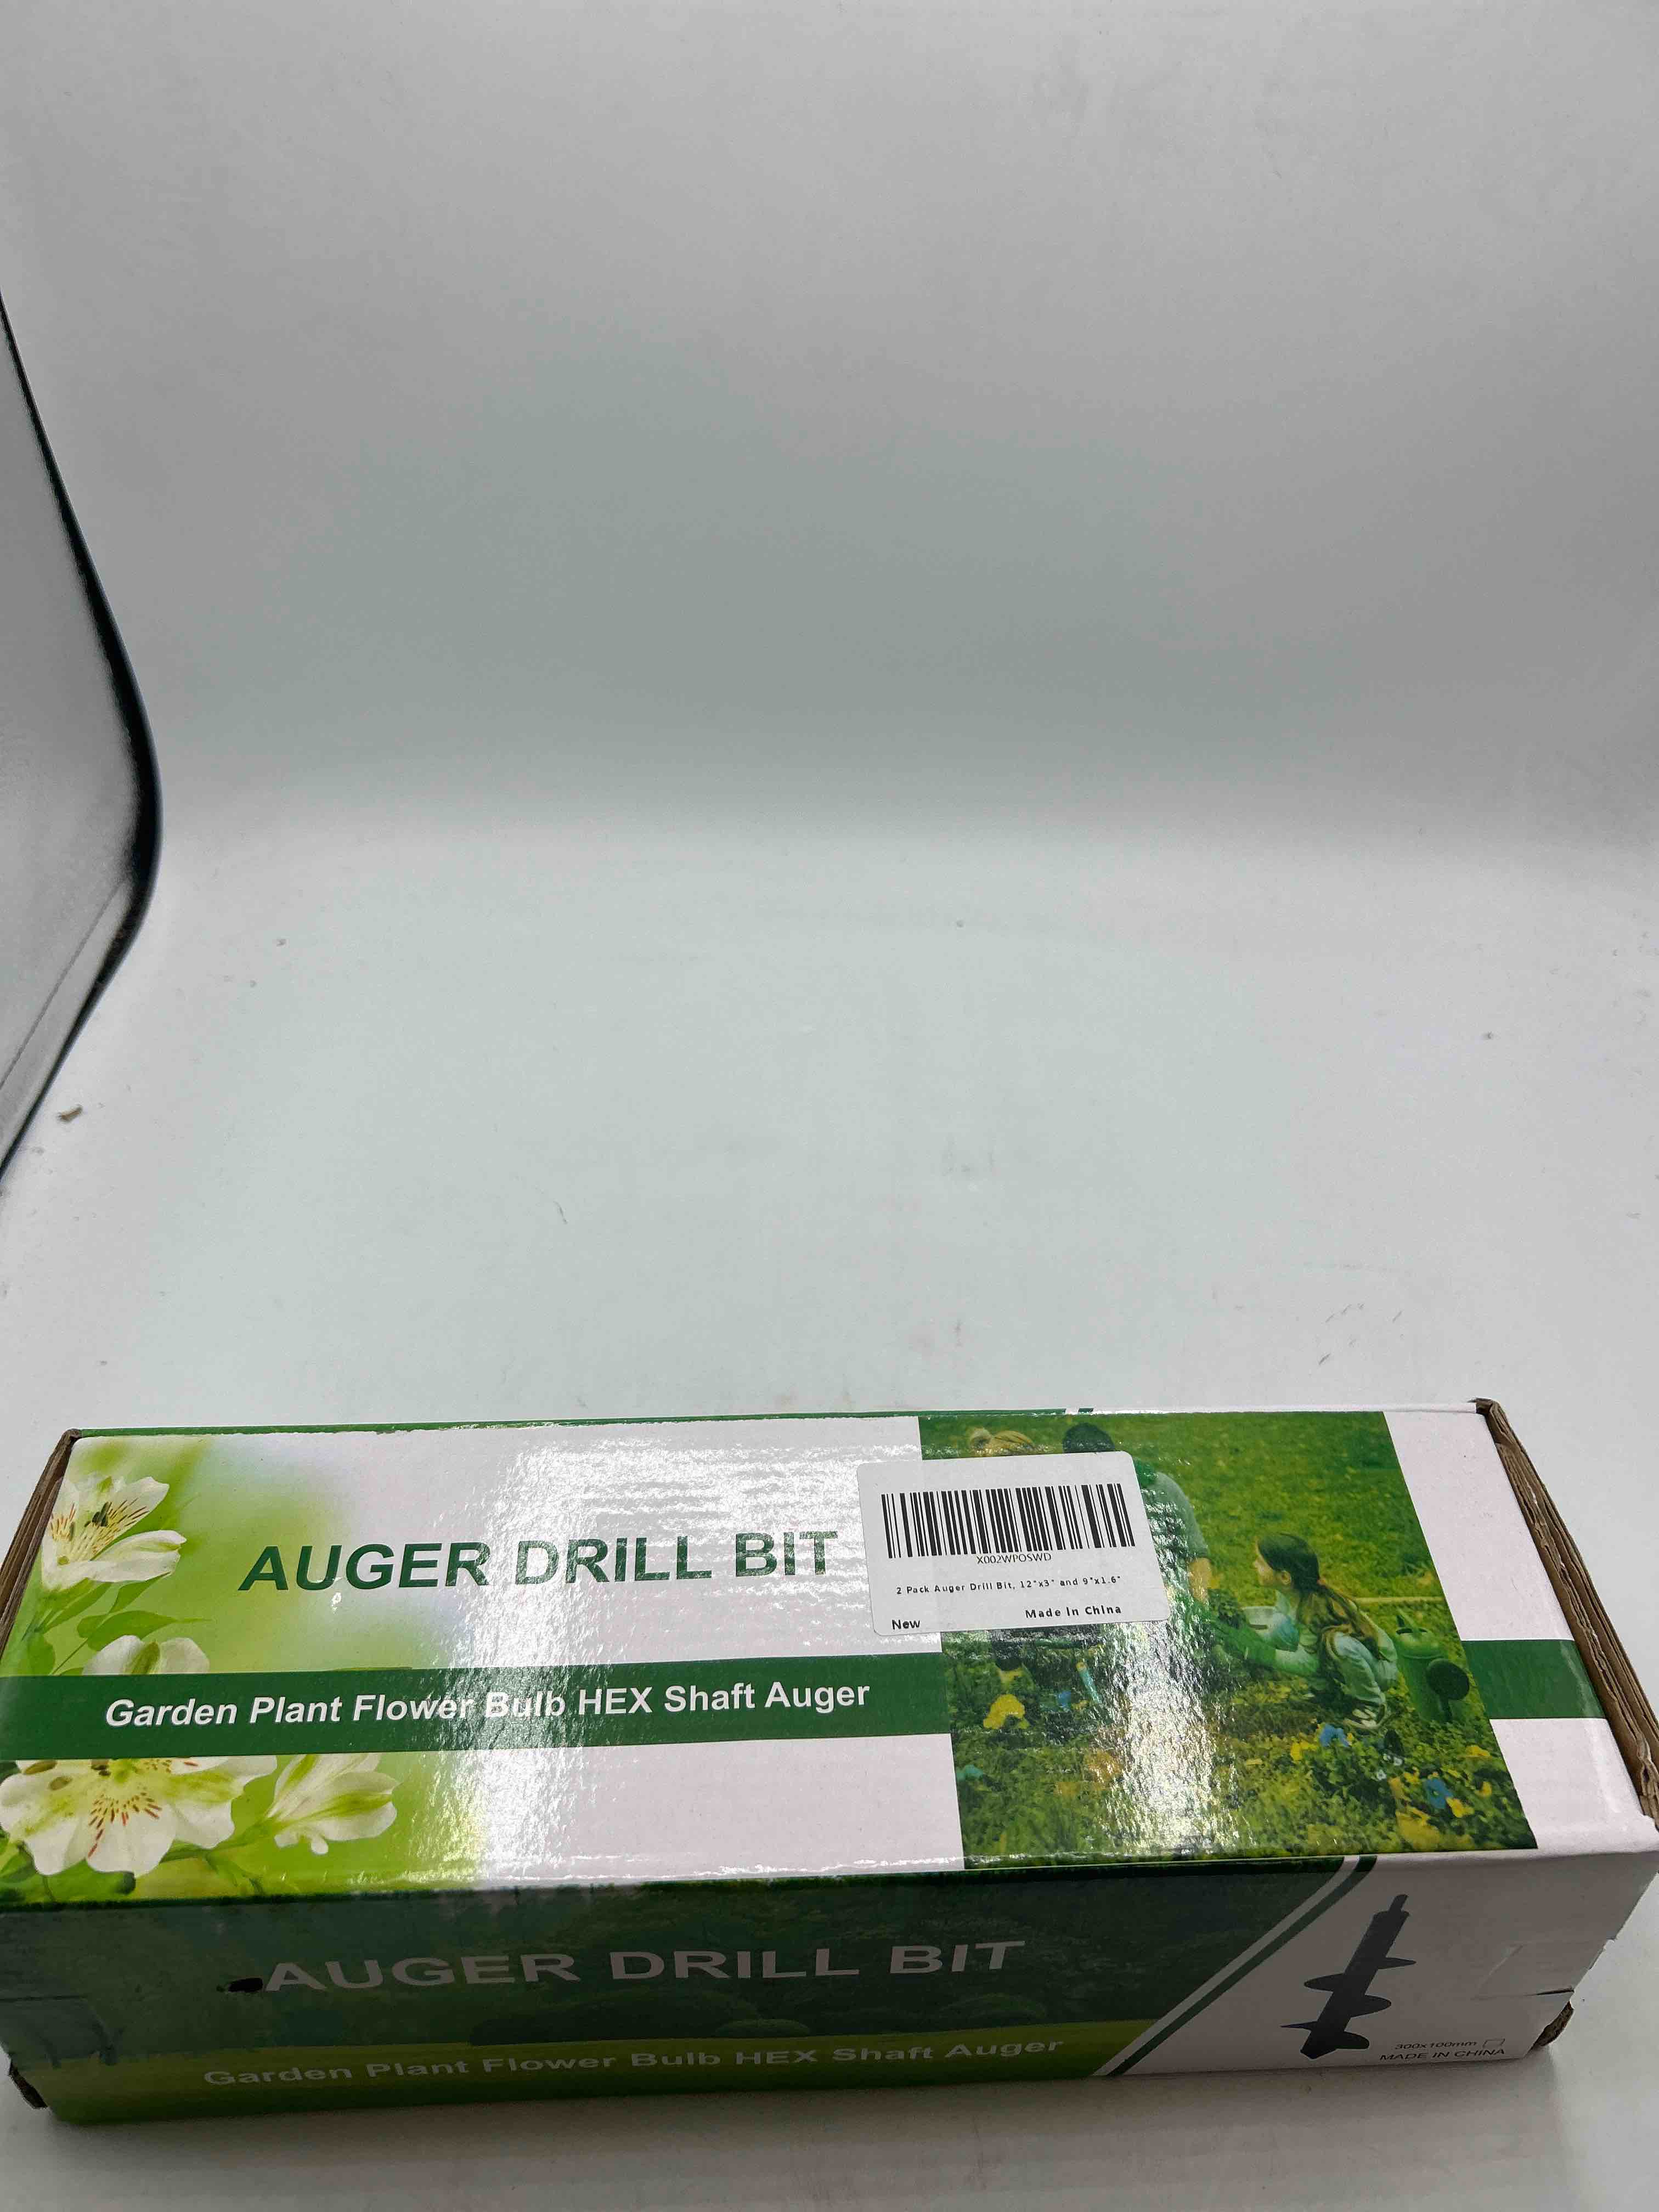 AUGER DRILL BIT
X002WPOSWD
2 Pack Auger Drill Bit, 12"x3" and 9"x1.6"
New
Made in China
Garden Plant Flower Bulb HEX Shaft Auger
AUGER DRILL BIT
Garden Plant Flower Bulb HEX Shaft Auger
300x100mm
MADE IN CHINA